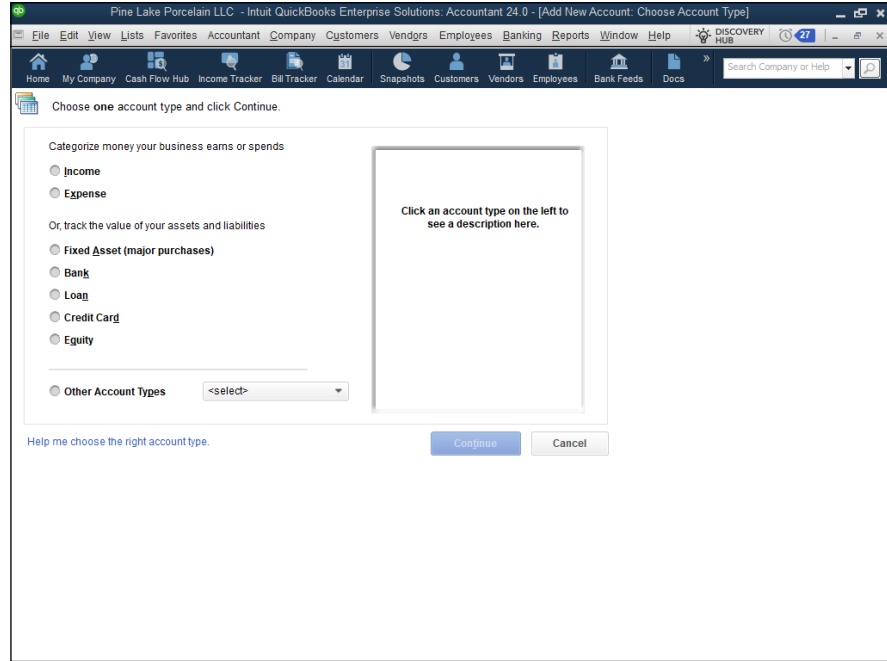 qb Pine Lake Porcelain LLC - Intuit QuickBooks Enterprise Solutions: Accountant 24.0 - [Add New Account: Choose Account Type]
File Edit View Lists Favorites Accountant Company Customers Vendors Employees Banking Reports Window Help DISCOVERY HUB 27
31
Home My Company Cash Flow Hub Income Tracker Bill Tracker Calendar Snapshots Customers Vendors Employees Bank Feeds Docs » Search Company or Help
Choose one account type and click Continue.
Categorize money your business earns or spends
Income
Expense
Or, track the value of your assets and liabilities
Fixed Asset (major purchases)
Bank
Loan
Credit Card
Equity
Other Account Types <select>
Click an account type on the left to
see a description here.
Help me choose the right account type.
Continue Cancel